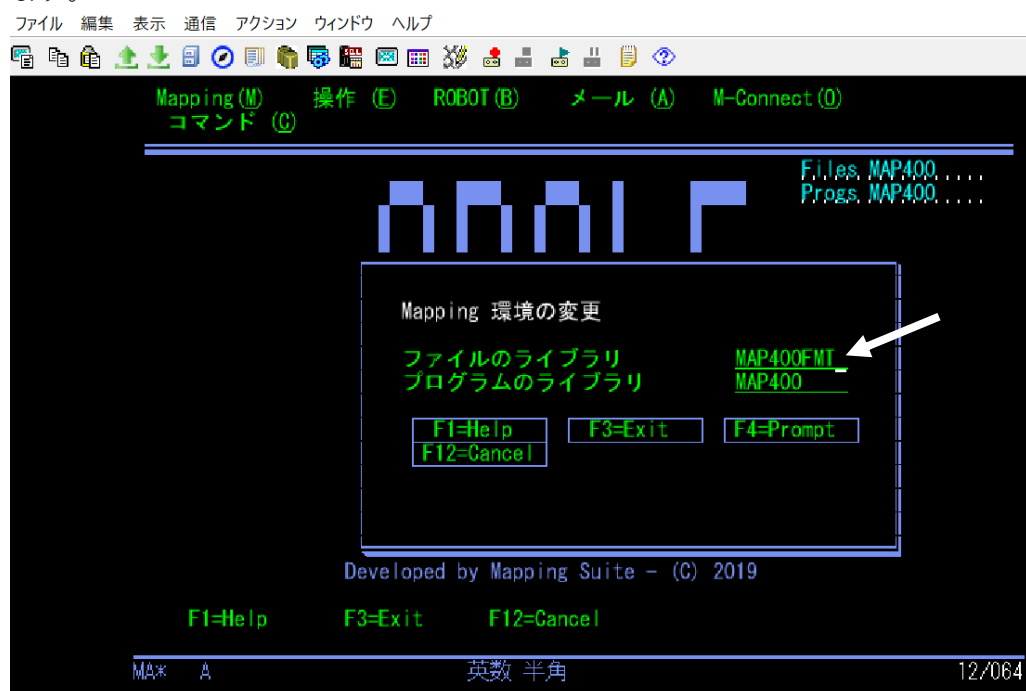 ファイル 編集 表示 通信 アクション ウィンドウ ヘルプ
Mapping(M) 操作 (E) ROBOT(B) メール (A) M-Connect(O)
コマンド (C)
Files MAP400.....
Progs MAP400.....
Mapping 環境の変更
ファイルのライブラリ MAP400FMT_
プログラムのライブラリ MAP400
F1=Help F3=Exit F4=Prompt
F12=Cancel
Developed by Mapping Suite - (C) 2019
F1=Help F3=Exit F12=Cancel
MA* A 英数 半角 12/064